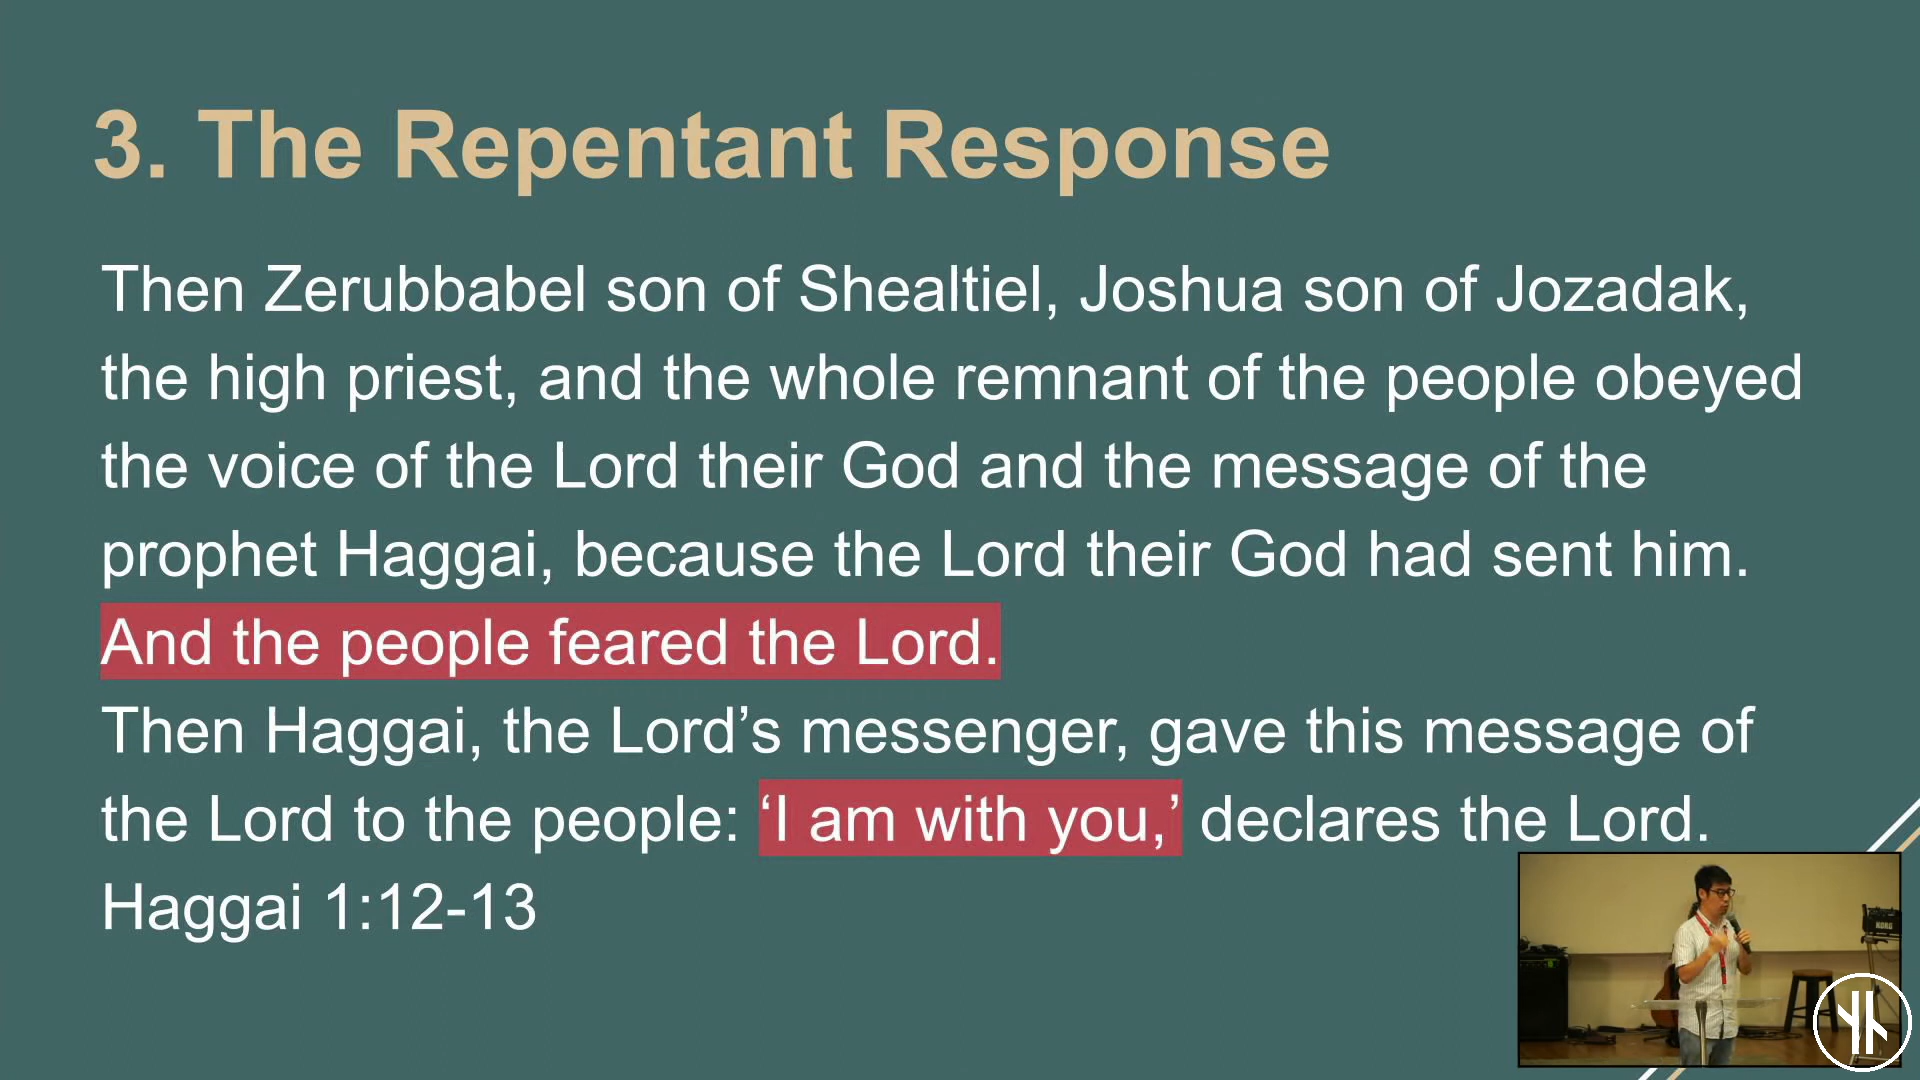 3. The Repentant Response
Then Zerubbabel son of Shealtiel, Joshua son of Jozadak,
the high priest, and the whole remnant of the people obeyed
the voice of the Lord their God and the message of the
prophet Haggai, because the Lord their God had sent him.
And the people feared the Lord.
Then Haggai, the Lord’s messenger, gave this message of
the Lord to the people: ‘I am with you,’ declares the Lord.
Haggai 1:12-13
KORG